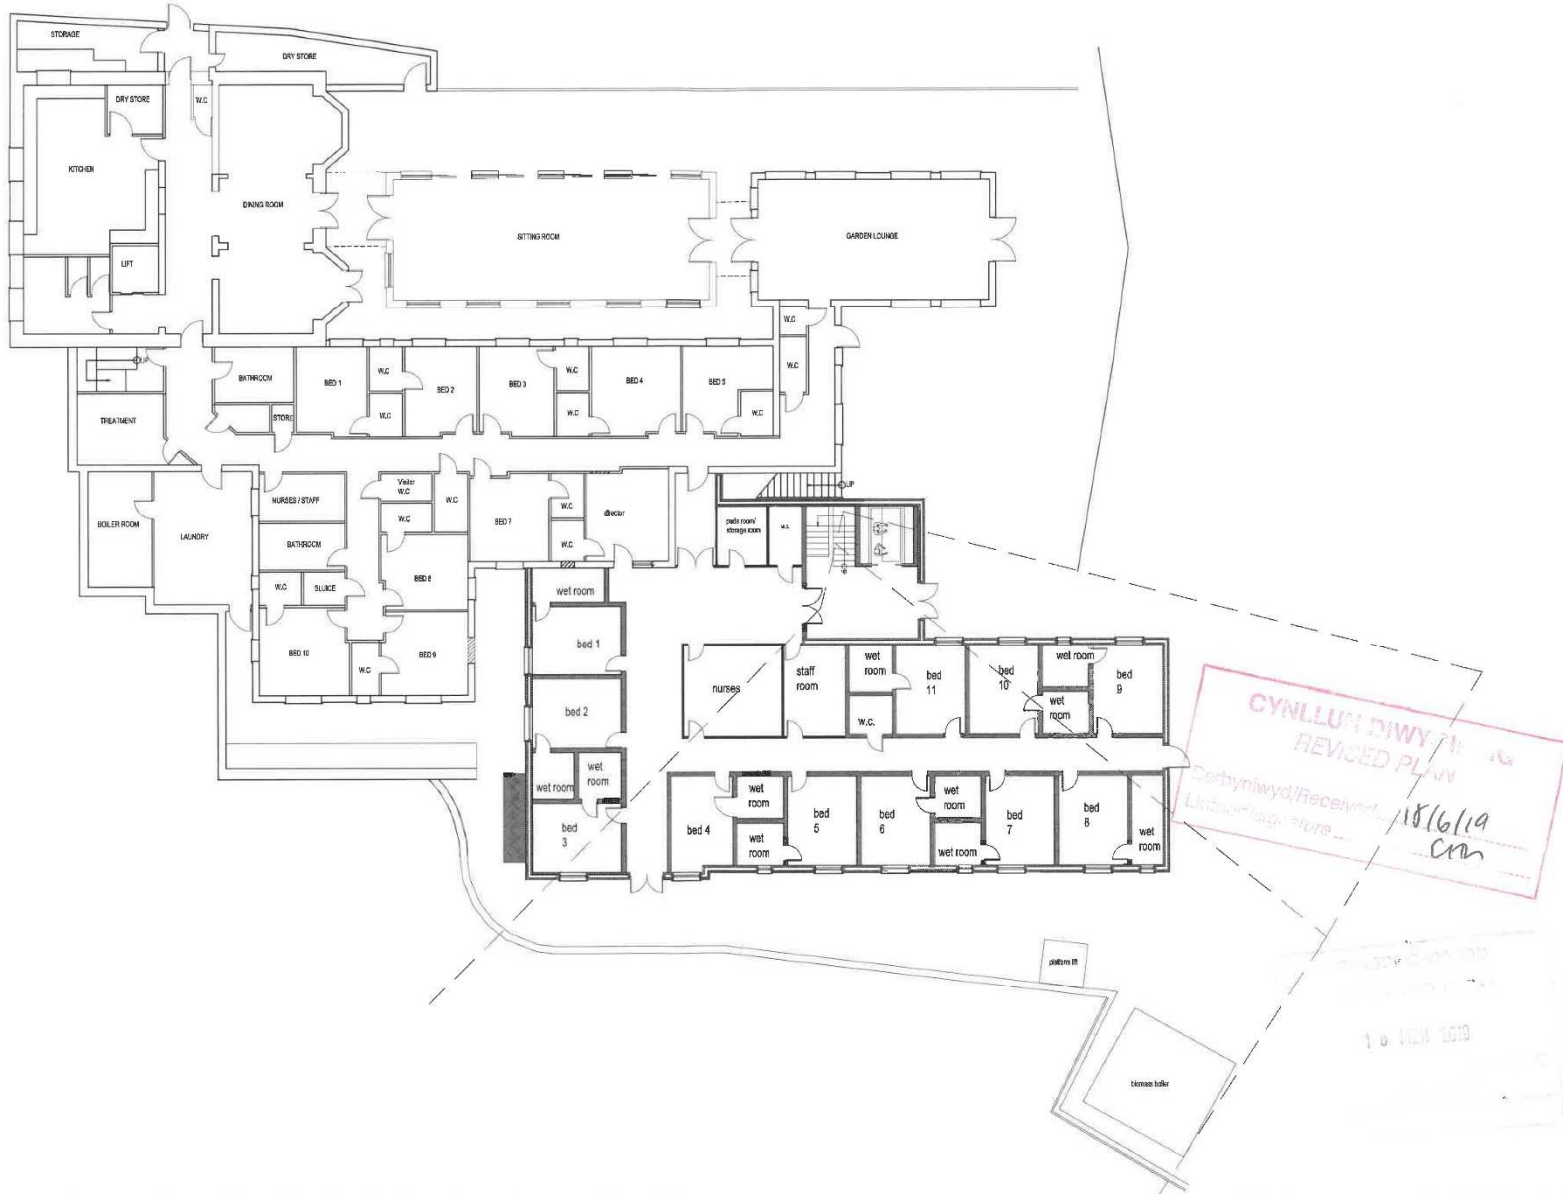 STORAGE
DRY STORE
DRY STORE
W.C
KITCHEN
DINING ROOM
SITTING ROOM
GARDEN LOUNGE
LIFT
W.C
UP
BATHROOM
BED 1
W.C
BED 2
BED 3
W.C
BED 4
BED 5
W.C
TREATMENT
STORE
W.C
W.C
W.C
NURSES / STAFF
Visitor
W.C
W.C
BED 7
W.C
director
UP
BOILER ROOM
LAUNDRY
W.C
W.C
pads room/
storage room
BATHROOM
BED 8
W.C
SLUICE
BED 10
W.C
BED 9
wet room
bed 1
bed 2
nurses
staff
room
wet
room
bed
11
bed
10
wet room
bed
9
wet
room
W.C.
wet room
wet
room
bed
3
bed 4
wet
room
wet
room
bed
5
bed
6
wet
room
wet room
bed
7
bed
8
wet
room
CYNLLUN
REVISED PLAN
Derbyniwyd/Received
18/6/19
platform lift
biomass boiler